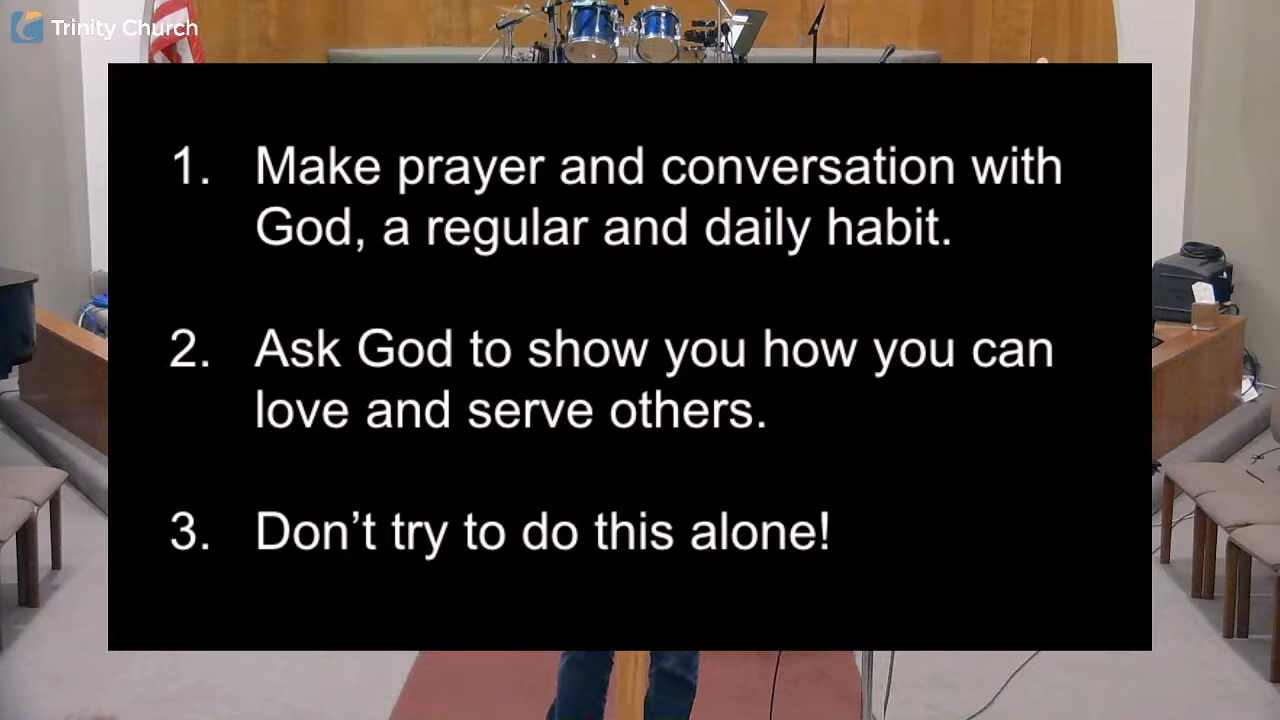 Trinity Church
1. Make prayer and conversation with
God, a regular and daily habit.
2. Ask God to show you how you can
love and serve others.
3. Don’t try to do this alone!